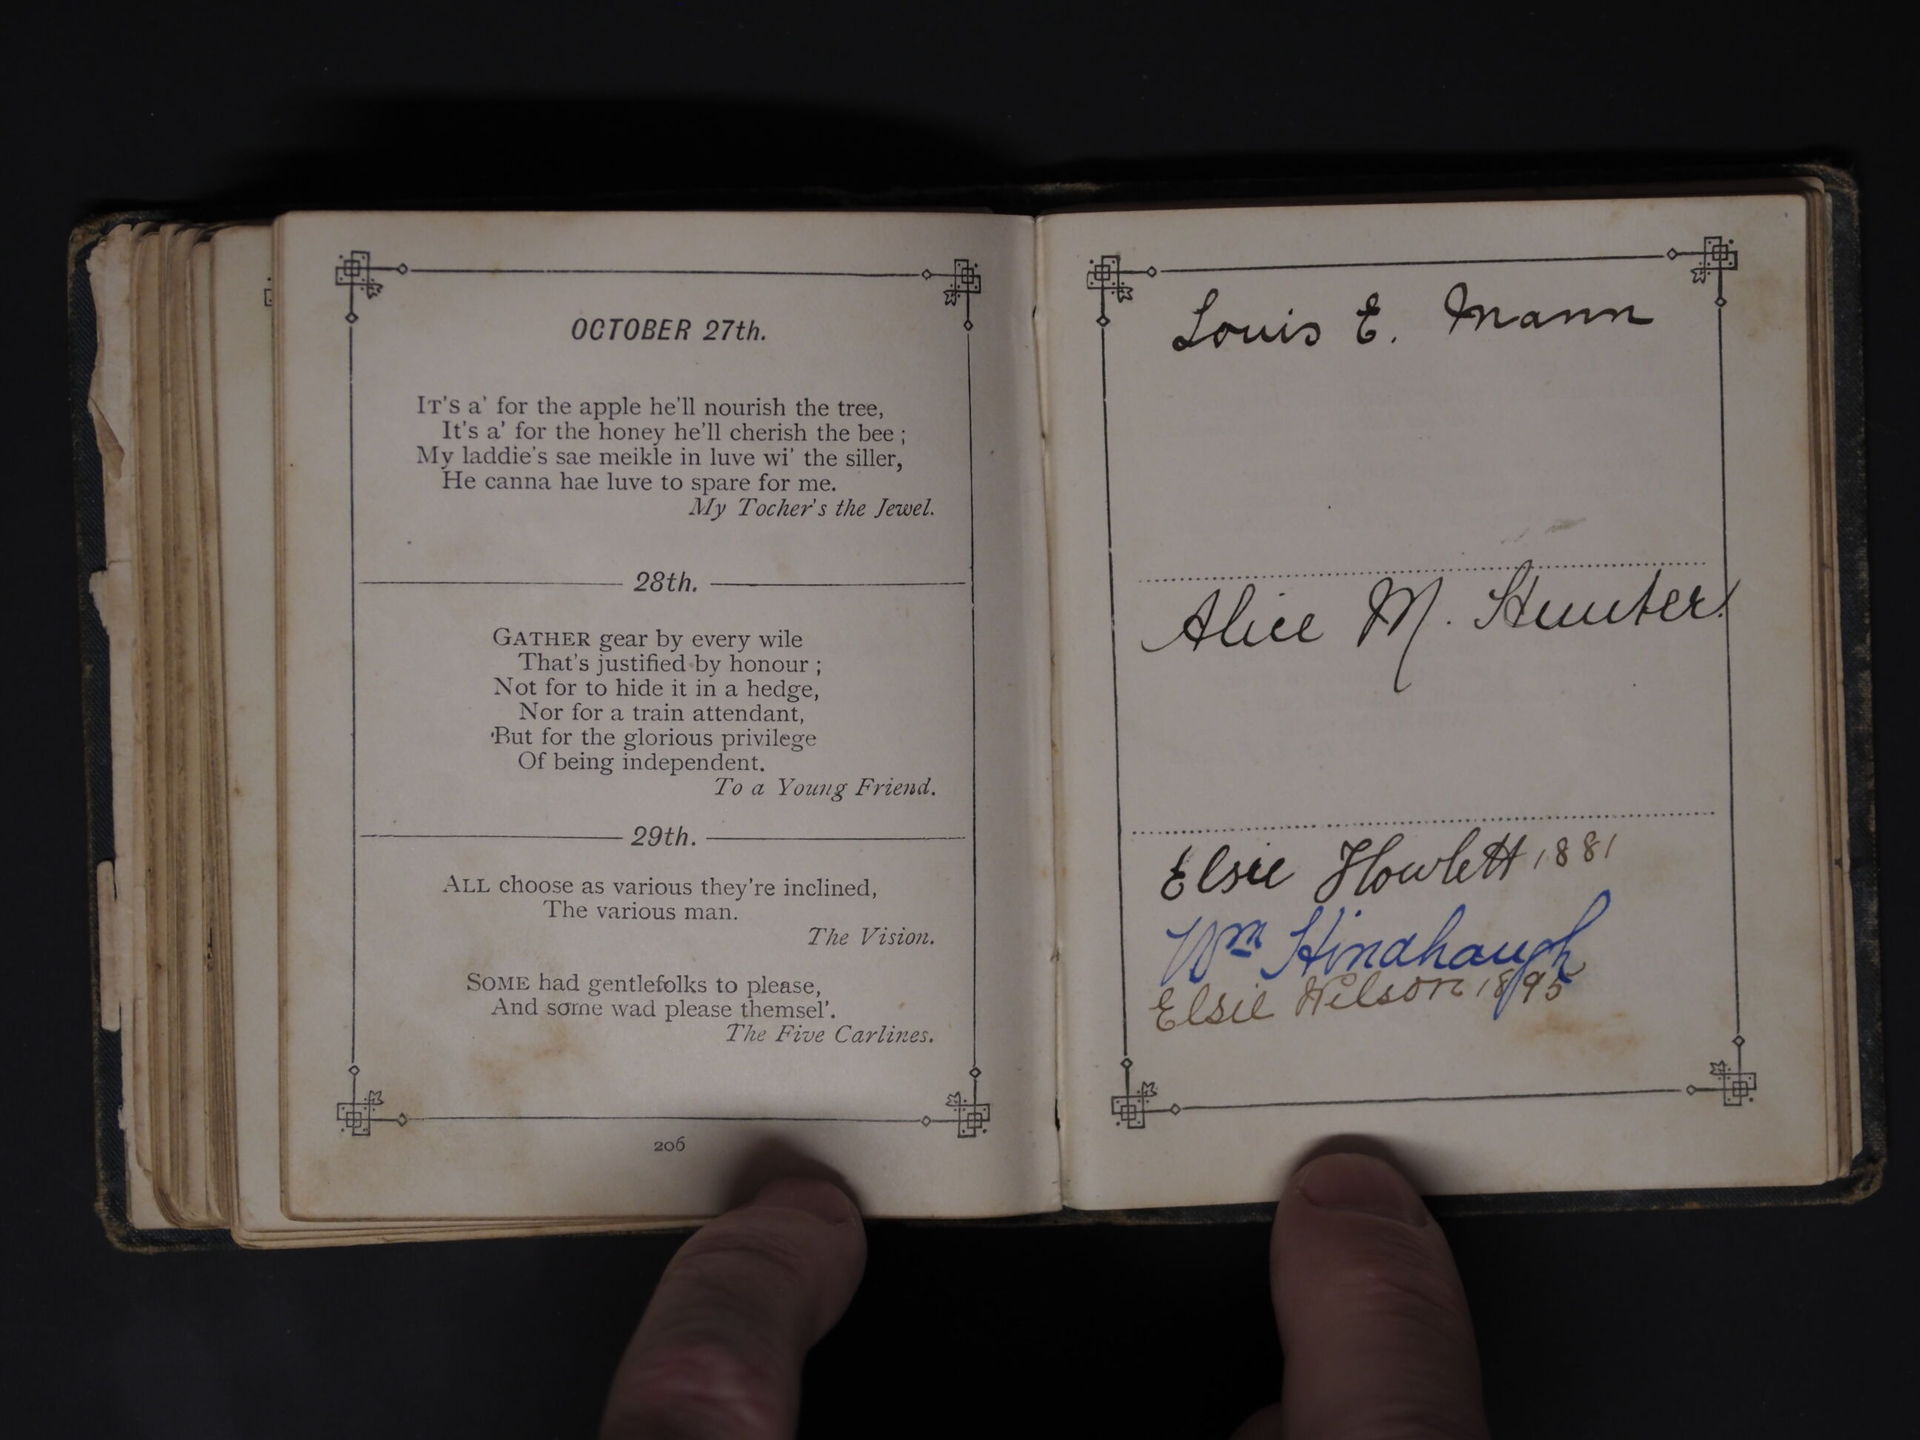 OCTOBER 27th.
IT'S a' for the apple he'll nourish the tree,
It's a' for the honey he'll cherish the bee ;
My laddie's sae meikle in luve wi' the siller,
He canna hae luve to spare for me.
My Tocher's the Jewel.
28th.
GATHER gear by every wile
That's justified by honour ;
Not for to hide it in a hedge,
Nor for a train attendant,
But for the glorious privilege
Of being independent.
To a Young Friend.
29th.
ALL choose as various they're inclined,
The various man.
The Vision.
SOME had gentlefolks to please,
And some wad please themsel'.
The Five Carlines.
206
Louis E. Mann
Alice M. Hunter.
Elsie Howlett 1881
Wm Hindhaugh
Elsie Wilson 1895